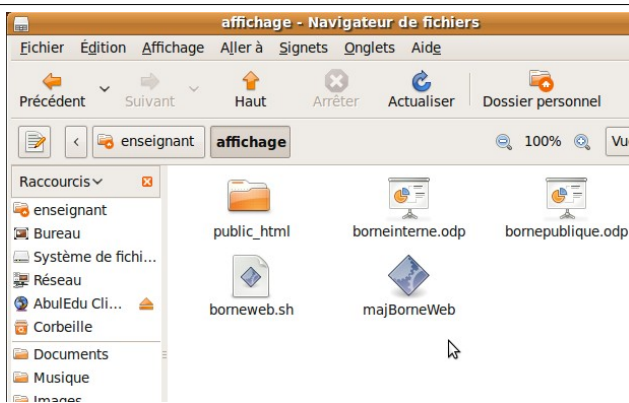 affichage - Navigateur de fichiers
Fichier Édition Affichage Aller à Signets Onglets Aide
Précédent Suivant Haut Arrêter Actualiser Dossier personnel
enseignant affichage 100% Vu
Raccourcis
enseignant
Bureau
Système de fichi...
Réseau
AbulEdu Cli...
Corbeille
Documents
Musique
Images
public_html borneinterne.odp bornepublique.odp
borneweb.sh majBorneWeb